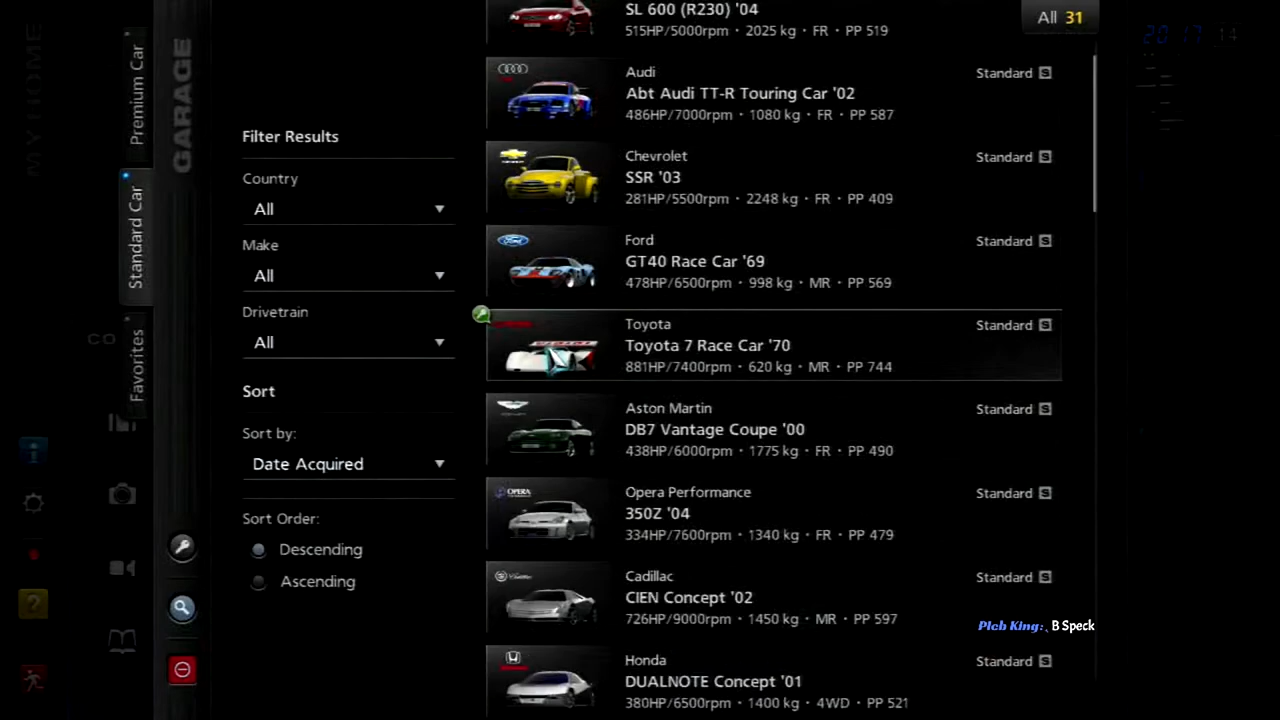 MY HOME
Premium Car
Standard Car
Favorites
GARAGE
CO
Filter Results
Country
All
Make
All
Drivetrain
All
Sort
Sort by:
Date Acquired
Sort Order:
Descending
Ascending
All 31
SL 600 (R230) '04
515HP/5000rpm • 2025 kg • FR • PP 519
Audi
Standard S
Abt Audi TT-R Touring Car '02
486HP/7000rpm • 1080 kg • FR • PP 587
Chevrolet
Standard S
SSR '03
281HP/5500rpm • 2248 kg • FR • PP 409
Ford
Standard S
GT40 Race Car '69
478HP/6500rpm • 998 kg • MR • PP 569
Toyota
Standard S
Toyota 7 Race Car '70
881HP/7400rpm • 620 kg • MR • PP 744
Aston Martin
Standard S
DB7 Vantage Coupe '00
438HP/6000rpm • 1775 kg • FR • PP 490
OPERA
Opera Performance
Standard S
350Z '04
334HP/7600rpm • 1340 kg • FR • PP 479
Cadillac
Standard S
CIEN Concept '02
726HP/9000rpm • 1450 kg • MR • PP 597
Pleb King: B Speck
Honda
Standard S
DUALNOTE Concept '01
380HP/6500rpm • 1400 kg • 4WD • PP 521